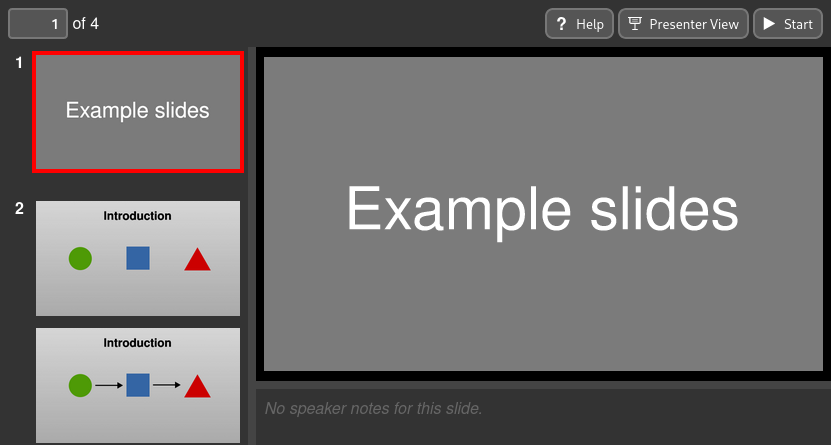 1 of 4
? Help
Presenter View
Start
1
Example slides
2
Introduction
Introduction
Example slides
No speaker notes for this slide.